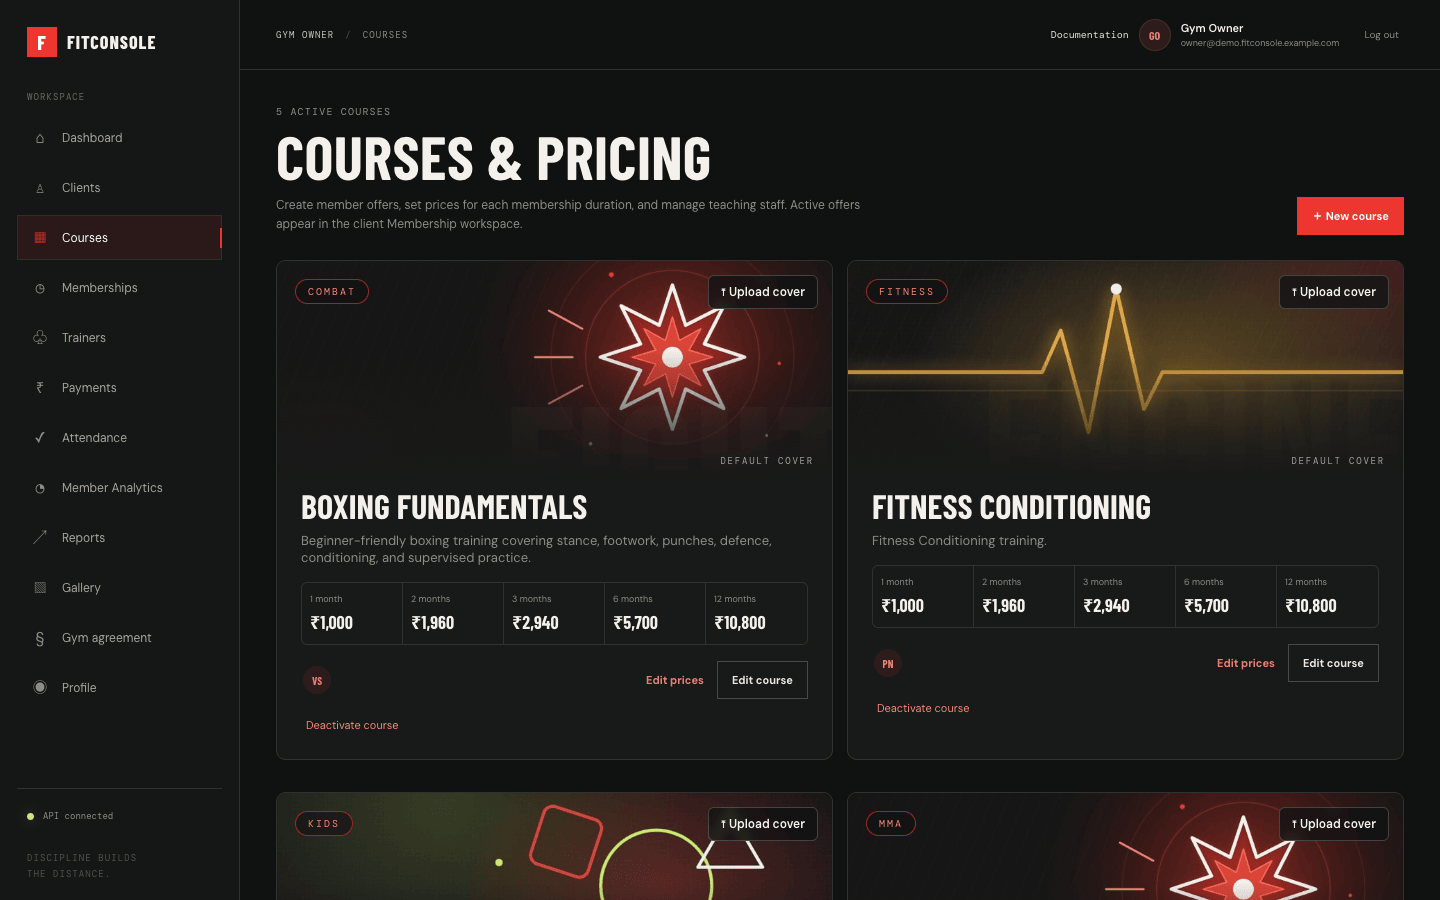 F FITCONSOLE
WORKSPACE
Dashboard
Clients
Courses
Memberships
Trainers
₹ Payments
Attendance
Member Analytics
Reports
Gallery
§ Gym agreement
Profile
API connected
DISCIPLINE BUILDS
THE DISTANCE.
GYM OWNER / COURSES
Documentation
GO
Gym Owner
owner@demo.fitconsole.example.com
Log out
5 ACTIVE COURSES
COURSES & PRICING
Create member offers, set prices for each membership duration, and manage teaching staff. Active offers
appear in the client Membership workspace.
+ New course
COMBAT
↑ Upload cover
DEFAULT COVER
BOXING FUNDAMENTALS
Beginner-friendly boxing training covering stance, footwork, punches, defence,
conditioning, and supervised practice.
1 month 2 months 3 months 6 months 12 months
₹1,000 ₹1,960 ₹2,940 ₹5,700 ₹10,800
VS Edit prices Edit course
Deactivate course
FITNESS
↑ Upload cover
DEFAULT COVER
FITNESS CONDITIONING
Fitness Conditioning training.
1 month 2 months 3 months 6 months 12 months
₹1,000 ₹1,960 ₹2,940 ₹5,700 ₹10,800
PN Edit prices Edit course
Deactivate course
KIDS
↑ Upload cover
MMA
↑ Upload cover